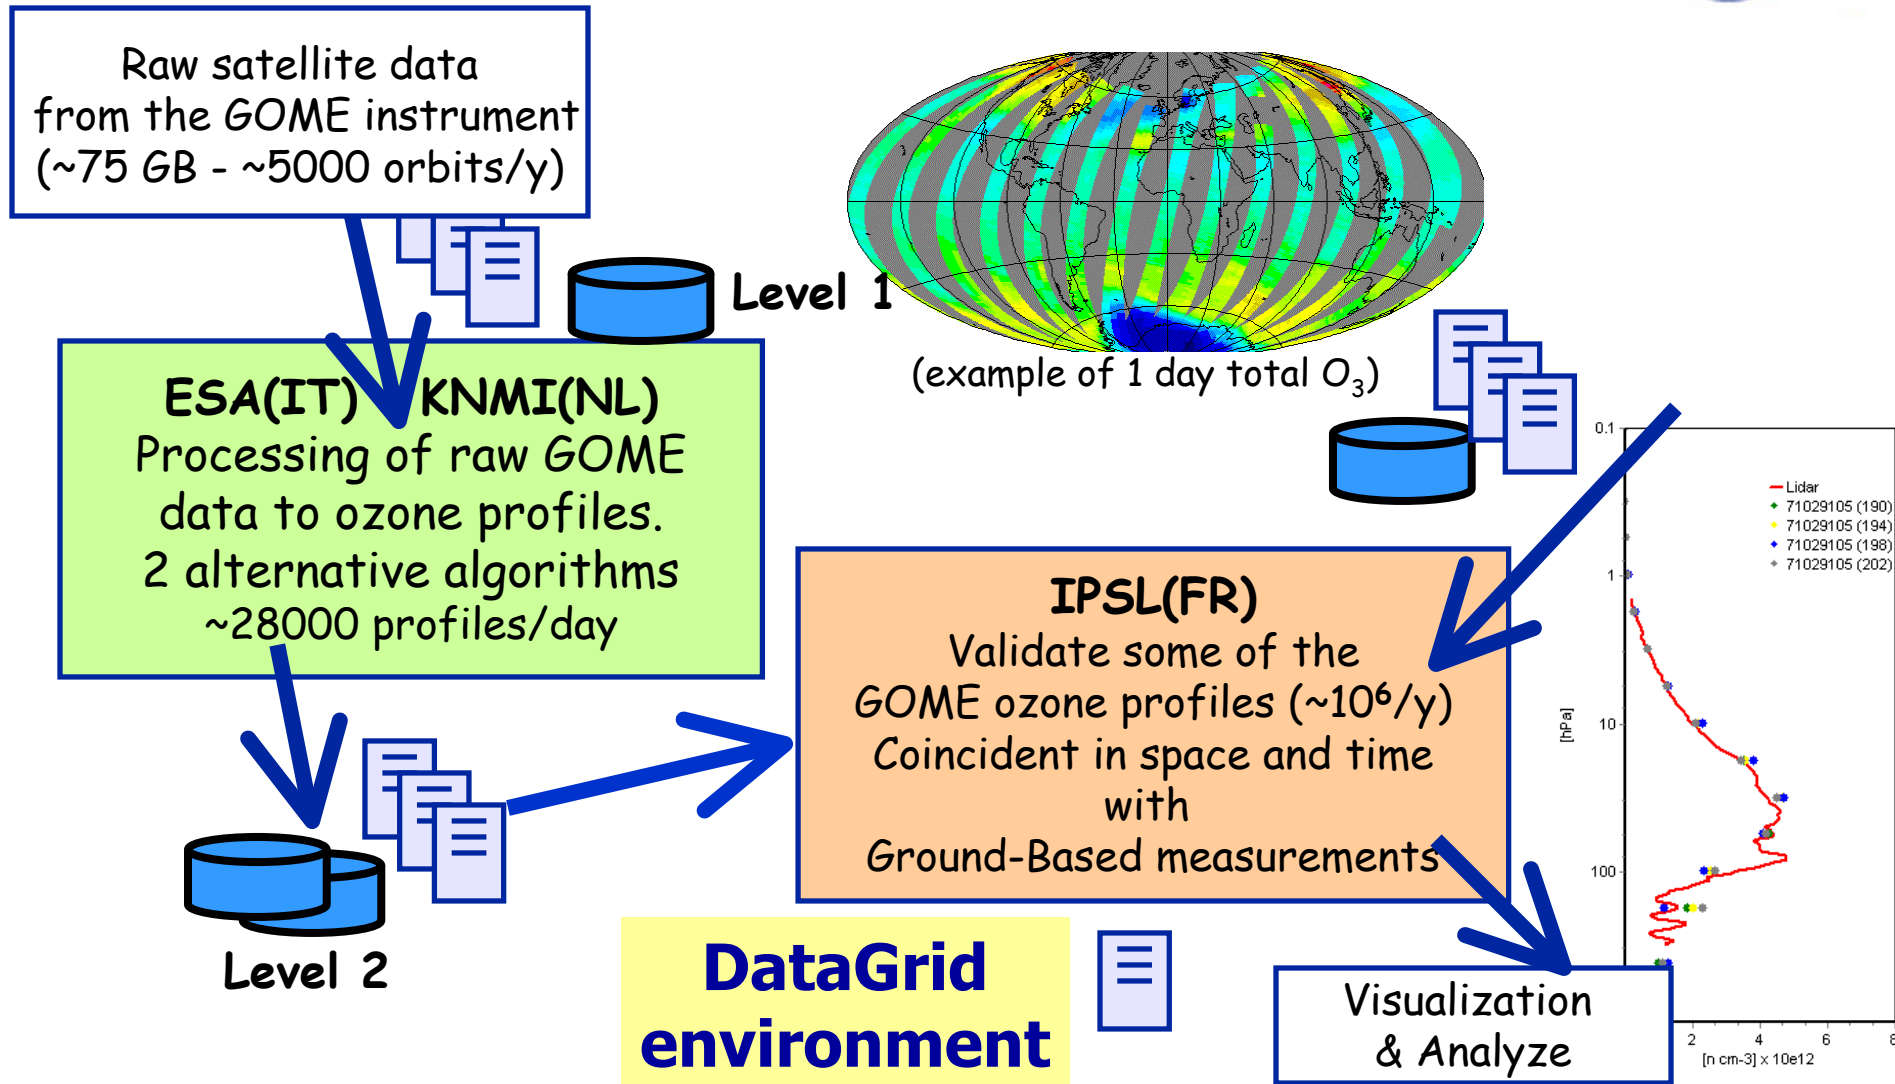 Raw satellite data
from the GOME instrument
(~75 GB - ~5000 orbits/y)
Level 1
(example of 1 day total O₃)
ESA(IT) KNMI(NL)
Processing of raw GOME
data to ozone profiles.
2 alternative algorithms
~28000 profiles/day
IPSL(FR)
Validate some of the
GOME ozone profiles (~10⁶/y)
Coincident in space and time
with
Ground-Based measurements
Level 2
DataGrid
environment
Visualization
& Analyze
0.1
1
10
100
[hPa]
Lidar
71029105 (190)
71029105 (194)
71029105 (198)
71029105 (202)
2 4 6 8
[n cm-3] x 10e12